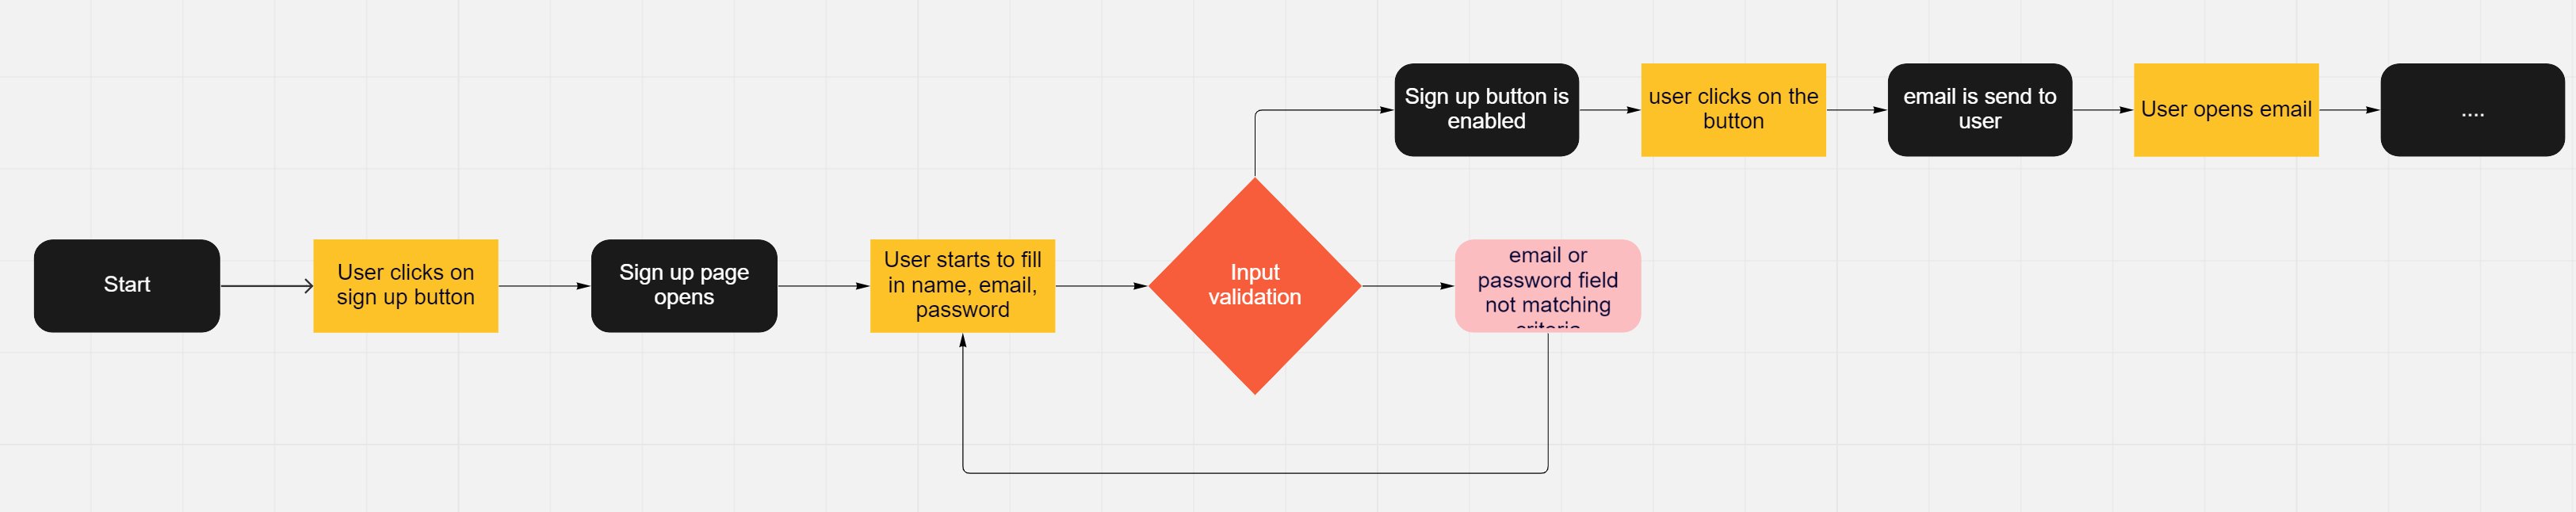 Sign up button is
enabled
user clicks on the
button
email is send to
user
User opens email
....
Start
User clicks on
sign up button
Sign up page
opens
User starts to fill
in name, email,
password
Input
validation
email or
password field
not matching
criteria